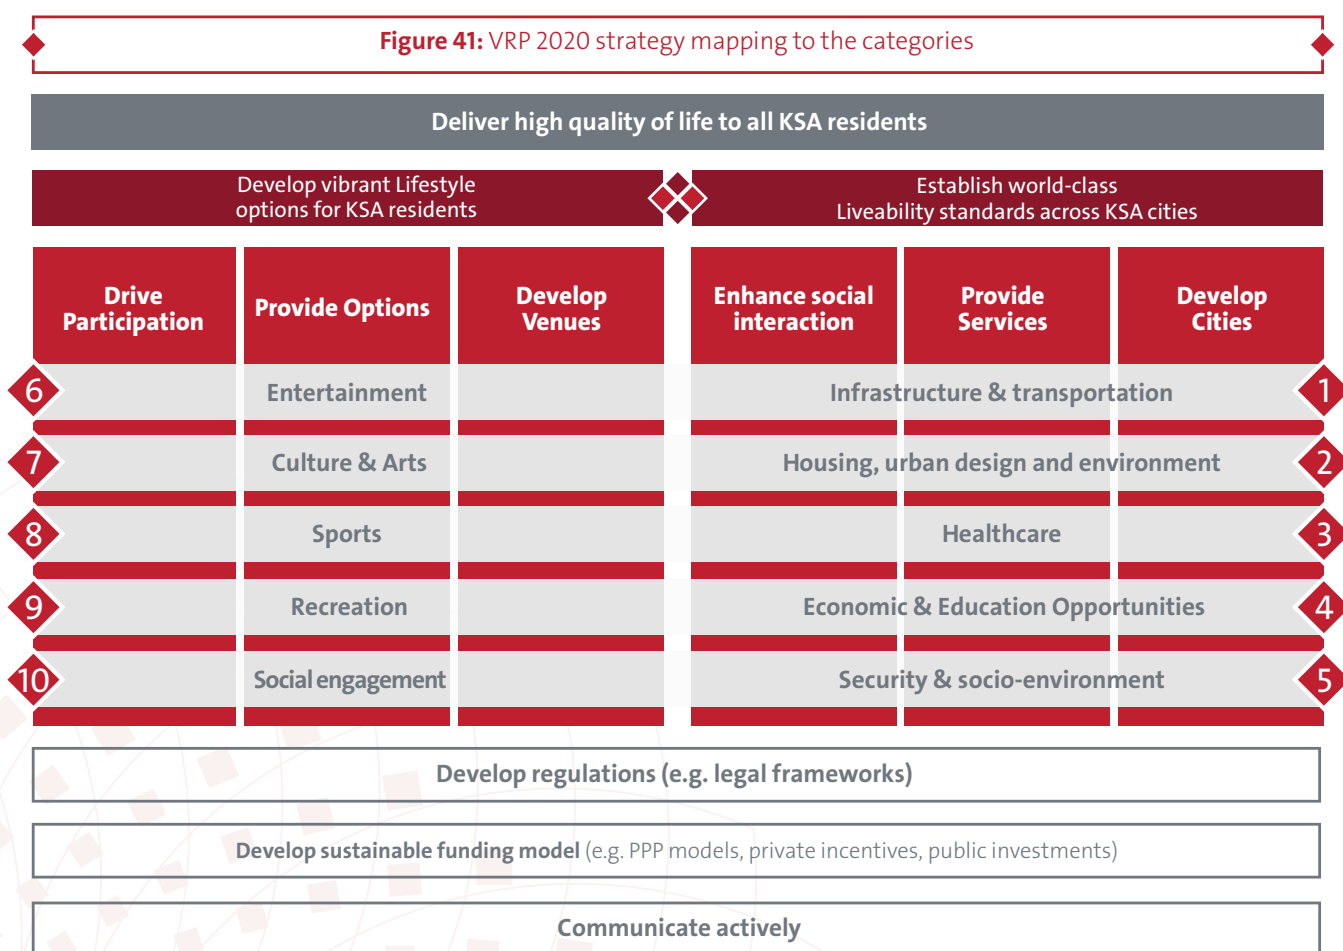 Figure 41: VRP 2020 strategy mapping to the categories
Deliver high quality of life to all KSA residents
Develop vibrant Lifestyle
options for KSA residents
Establish world-class
Liveability standards across KSA cities
Drive
Participation
Provide Options
Develop
Venues
Enhance social
interaction
Provide
Services
Develop
Cities
6
Entertainment
Infrastructure & transportation
1
7
Culture & Arts
Housing, urban design and environment
2
8
Sports
Healthcare
3
9
Recreation
Economic & Education Opportunities
4
10
Social engagement
Security & socio-environment
5
Develop regulations (e.g. legal frameworks)
Develop sustainable funding model (e.g. PPP models, private incentives, public investments)
Communicate actively